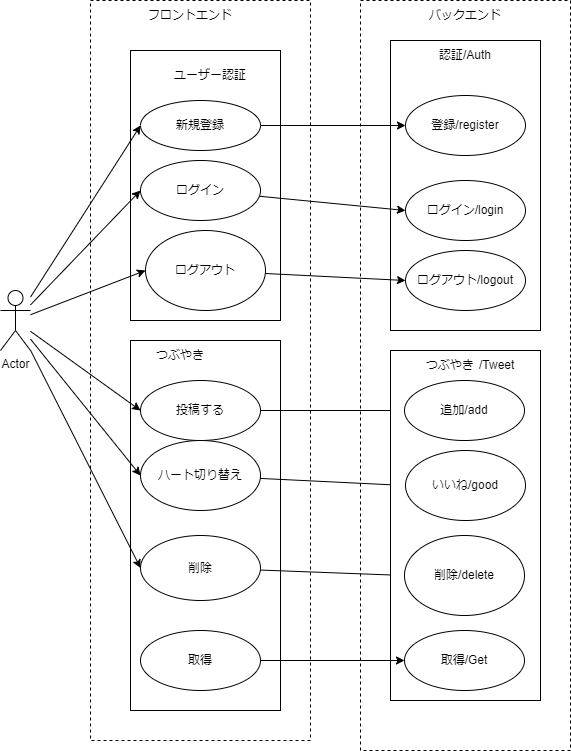 フロントエンド
バックエンド
ユーザー認証
新規登録
ログイン
ログアウト
認証/Auth
登録/register
ログイン/login
ログアウト/logout
Actor
つぶやき
投稿する
ハート切り替え
削除
取得
つぶやき /Tweet
追加/add
いいね/good
削除/delete
取得/Get